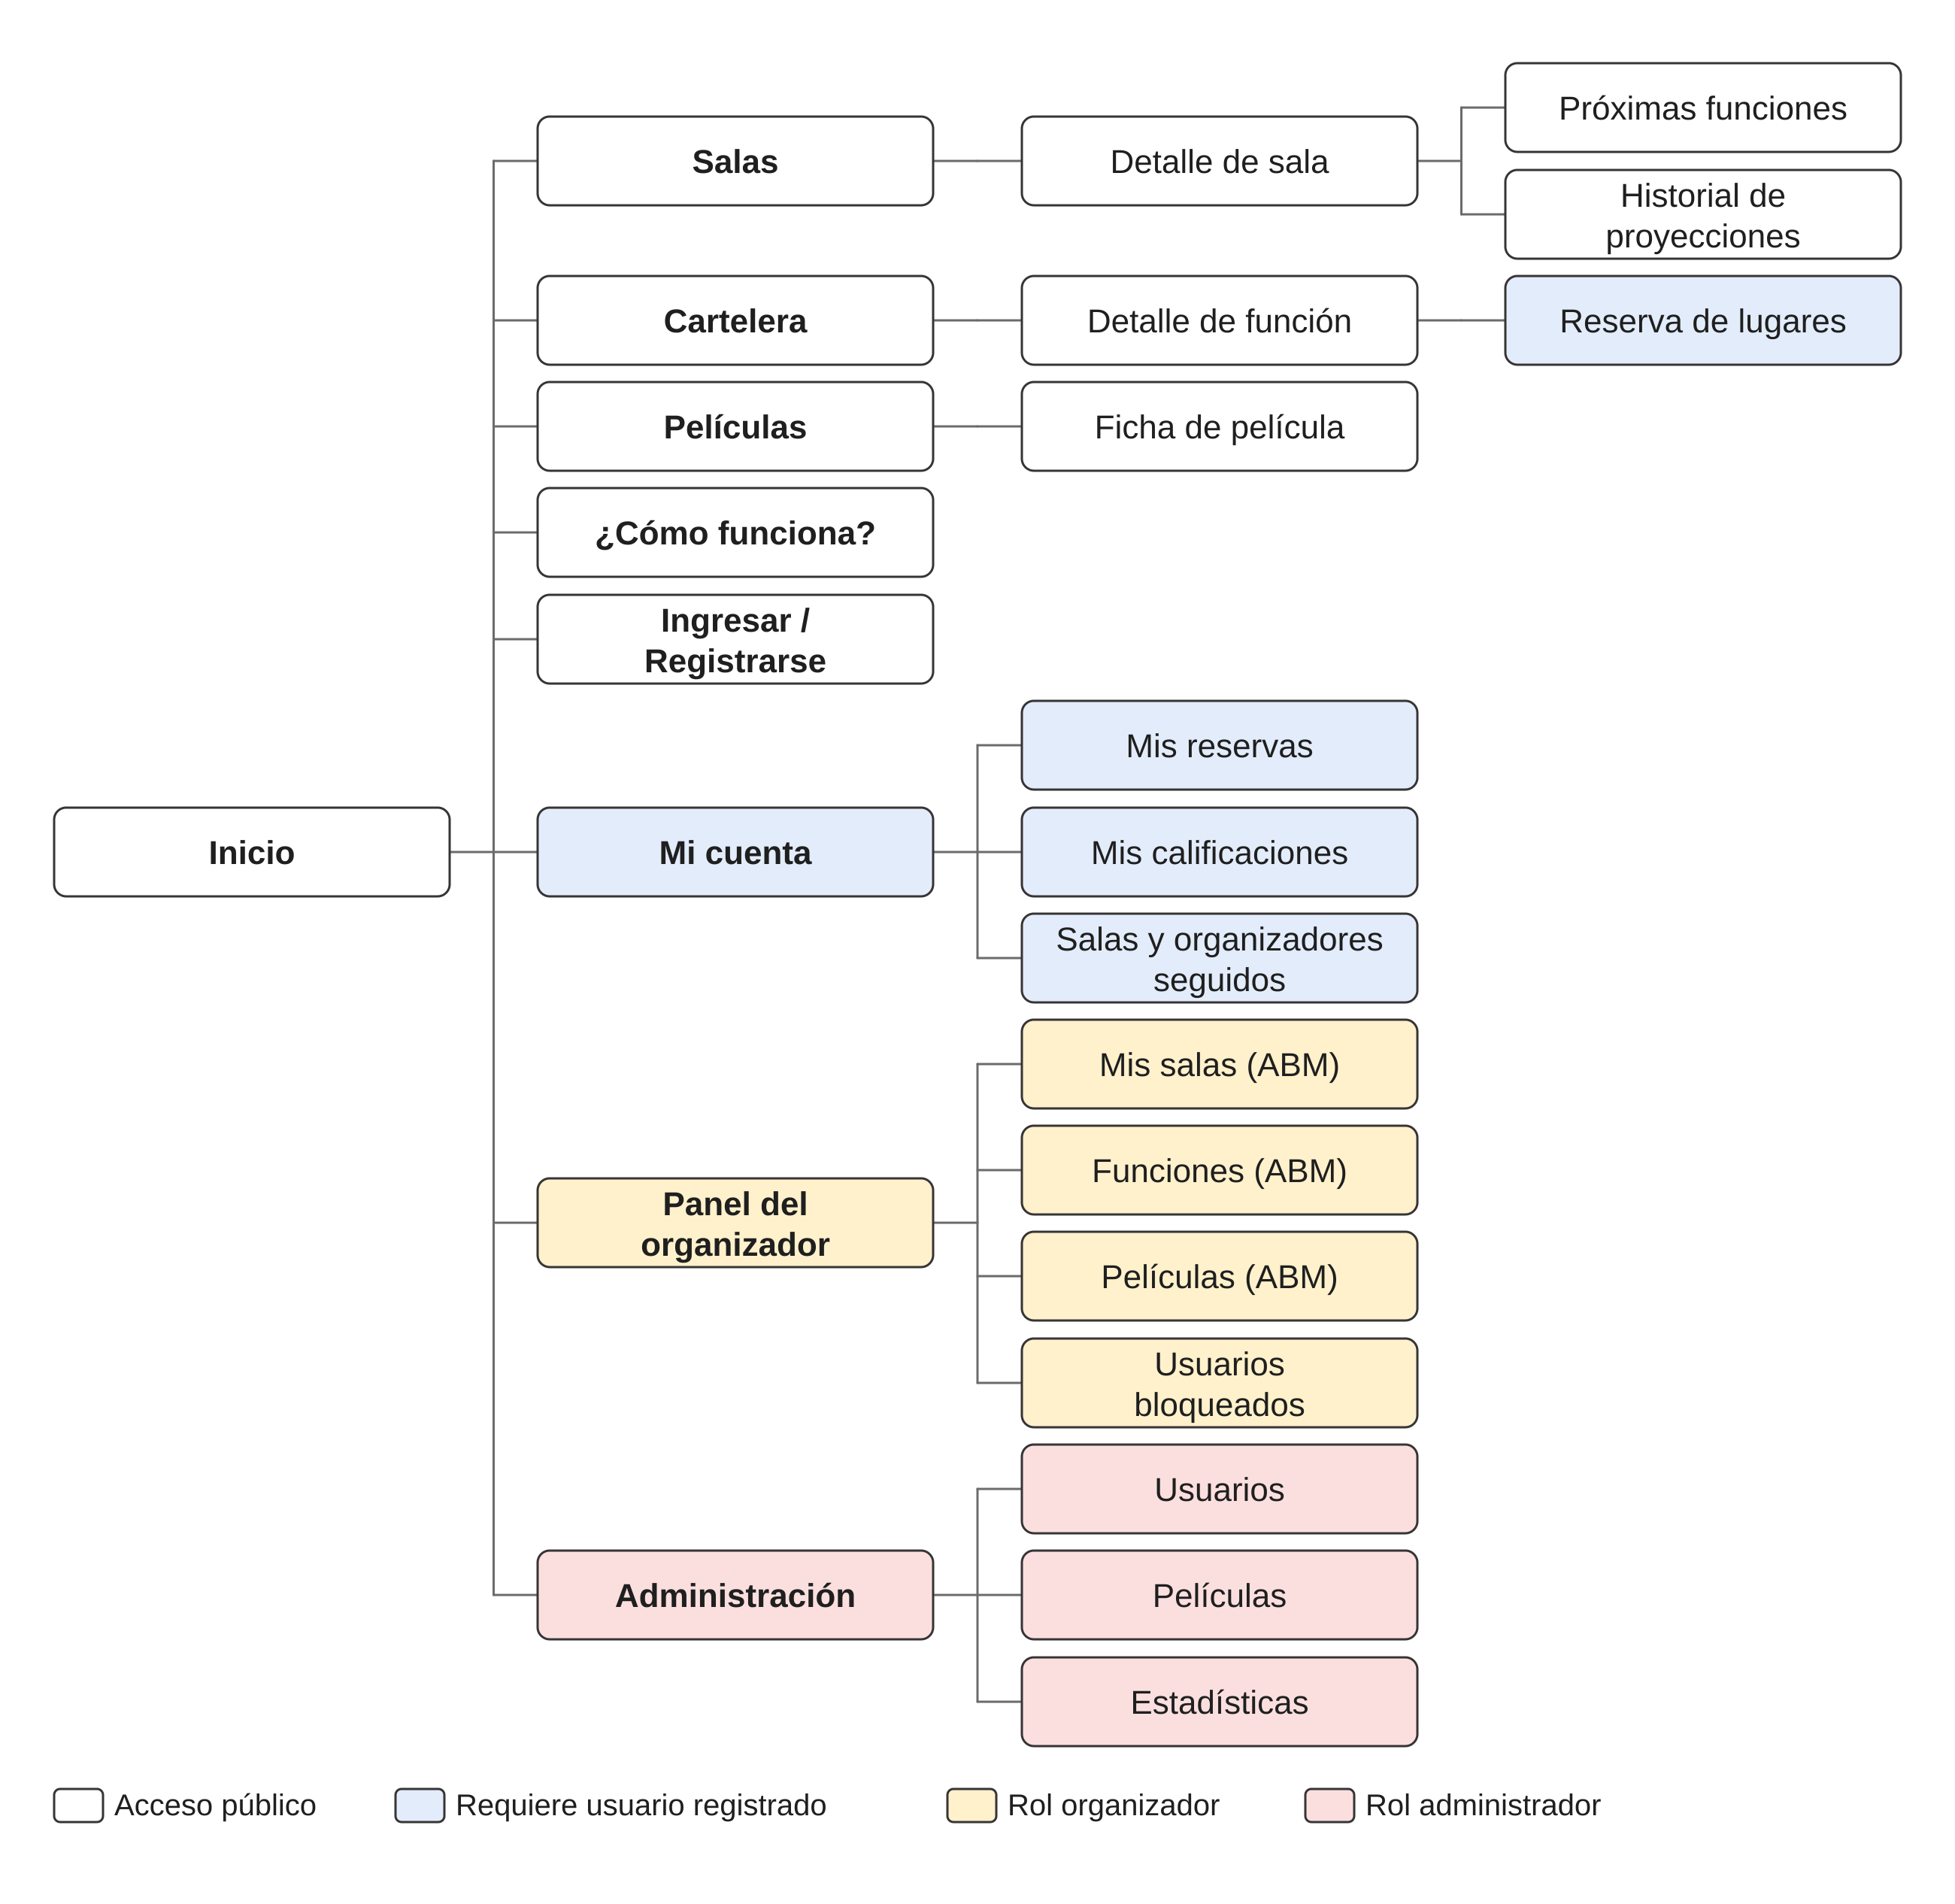 Próximas funciones
Salas
Detalle de sala
Historial de
proyecciones
Cartelera
Detalle de función
Reserva de lugares
Películas
Ficha de película
¿Cómo funciona?
Ingresar /
Registrarse
Mis reservas
Inicio
Mi cuenta
Mis calificaciones
Salas y organizadores
seguidos
Mis salas (ABM)
Funciones (ABM)
Panel del
organizador
Películas (ABM)
Usuarios
bloqueados
Usuarios
Administración
Películas
Estadísticas
Acceso público
Requiere usuario registrado
Rol organizador
Rol administrador